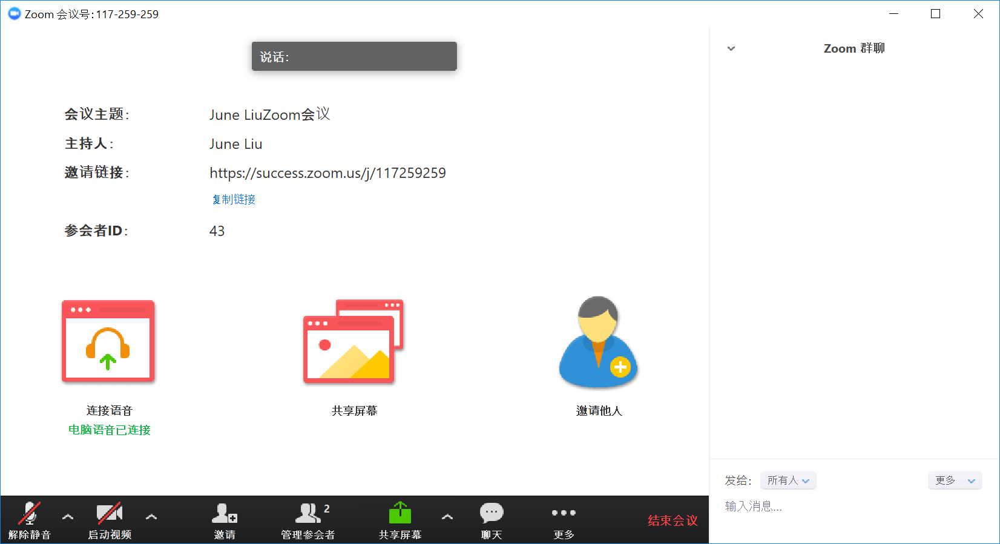 Zoom 会议号: 117-259-259
说话:
会议主题: June LiuZoom会议
主持人: June Liu
邀请链接: https://success.zoom.us/j/117259259
复制链接
参会者ID: 43
连接语音
电脑语音已连接
共享屏幕
邀请他人
解除静音
启动视频
邀请
管理参会者 2
共享屏幕
聊天
更多
结束会议
Zoom 群聊
发给: 所有人 更多
输入消息...